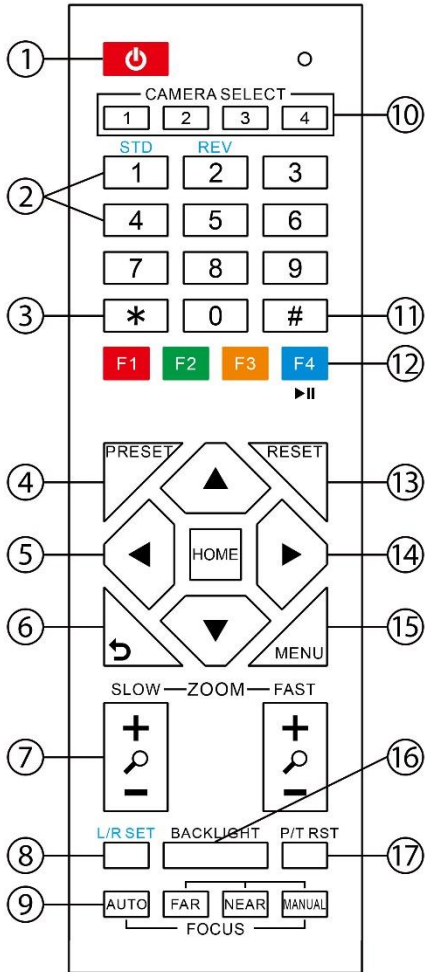 1
CAMERA SELECT
1 2 3 4
10
STD REV
2
1 2 3
4 5 6
7 8 9
3
* 0 #
11
F1 F2 F3 F4
12
PRESET RESET
4
13
5
HOME
14
6
15
MENU
SLOW ZOOM FAST
+ +
7
16
- -
L/R SET BACKLIGHT P/T RST
8
17
9
AUTO FAR NEAR MANUAL
FOCUS